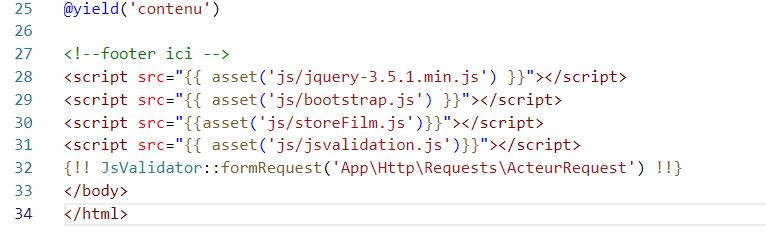 25 @yield('contenu')
26
27 <!--footer ici -->
28 <script src="{{ asset('js/jquery-3.5.1.min.js') }}"></script>
29 <script src="{{ asset('js/bootstrap.js') }}"></script>
30 <script src="{{asset('js/storeFilm.js')}}"></script>
31 <script src="{{ asset('js/jsvalidation.js')}}"></script>
32 {!! JsValidator::formRequest('App\Http\Requests\ActeurRequest') !!}
33 </body>
34 </html>